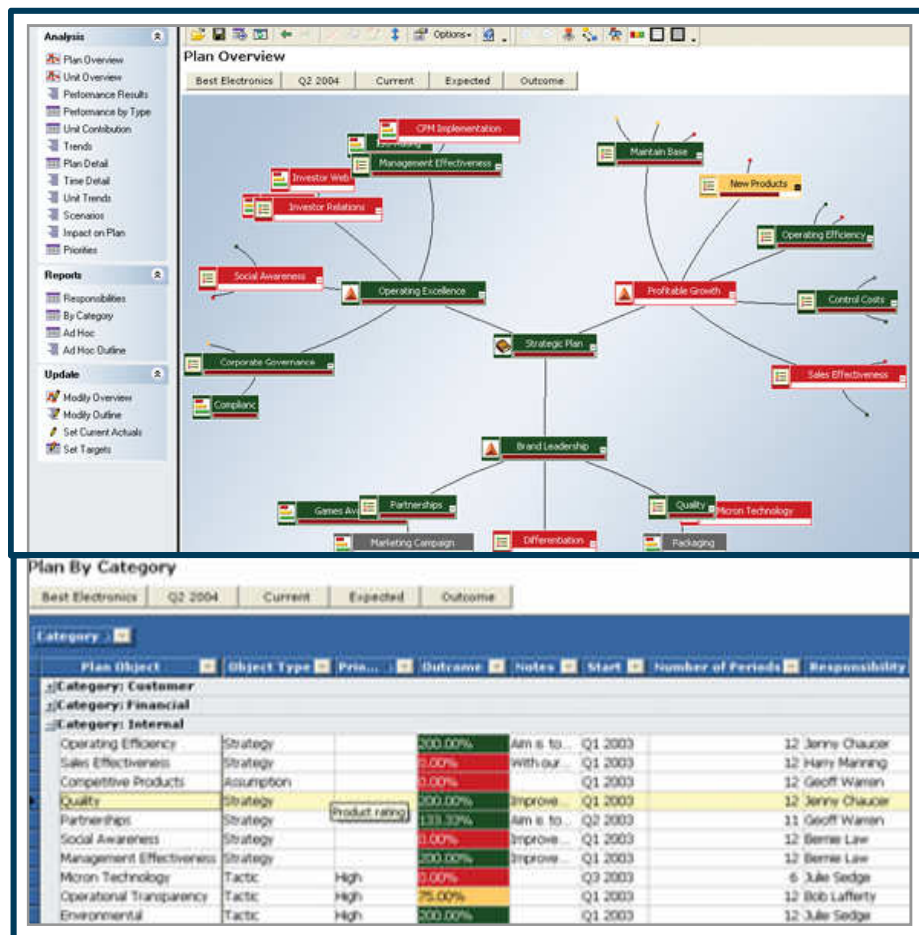 Analysis
Plan Overview
Unit Overview
Performance Results
Performance by Type
Unit Contribution
Trends
Plan Detail
Time Detail
Unit Trends
Scenarios
Impact on Plan
Priorities
Reports
Responsibilities
By Category
Ad Hoc
Ad Hoc Outline
Update
Modify Overview
Modify Outline
Set Current Actuals
Set Targets
Options
Plan Overview
Best Electronics Q2 2004 Current Expected Outcome
CPM Implementation
Management Effectiveness
Investor Web
Investor Relations
Social Awareness
Operating Excellence
Corporate Governance
Complianc
Maintain Base
New Products
Operating Efficiency
Profitable Growth
Control Costs
Strategic Plan
Sales Effectiveness
Brand Leadership
Games Av
Partnerships
Quality
Micron Technology
Marketing Campaign
Differentiation
Packaging
Plan By Category
Best Electronics Q2 2004 Current Expected Outcome
Category
Plan Object Object Type Prio... Outcome Notes Start Number of Periods Responsibility
Category: Customer
Category: Financial
Category: Internal
Operating Efficiency Strategy 200.00% Aim is to... Q1 2003 12 Jenny Chaucer
Sales Effectiveness Strategy 0.00% With our... Q1 2003 12 Harry Manning
Competitive Products Assumption 0.00% Q1 2003 12 Geoff Warren
Quality Strategy 200.00% Improve... Q1 2003 12 Jenny Chaucer
Product rating
Partnerships Strategy 133.33% Aim is to... Q2 2003 11 Geoff Warren
Social Awareness Strategy 0.00% Improve... Q1 2003 12 Bernie Law
Management Effectiveness Strategy 200.00% Improve... Q1 2003 12 Bernie Law
Micron Technology Tactic High 0.00% Q3 2003 6 Julie Sedge
Operational Transparency Tactic High 75.00% Q1 2003 12 Bob Lafferty
Environmental Tactic High 200.00% Q1 2003 12 Julie Sedge